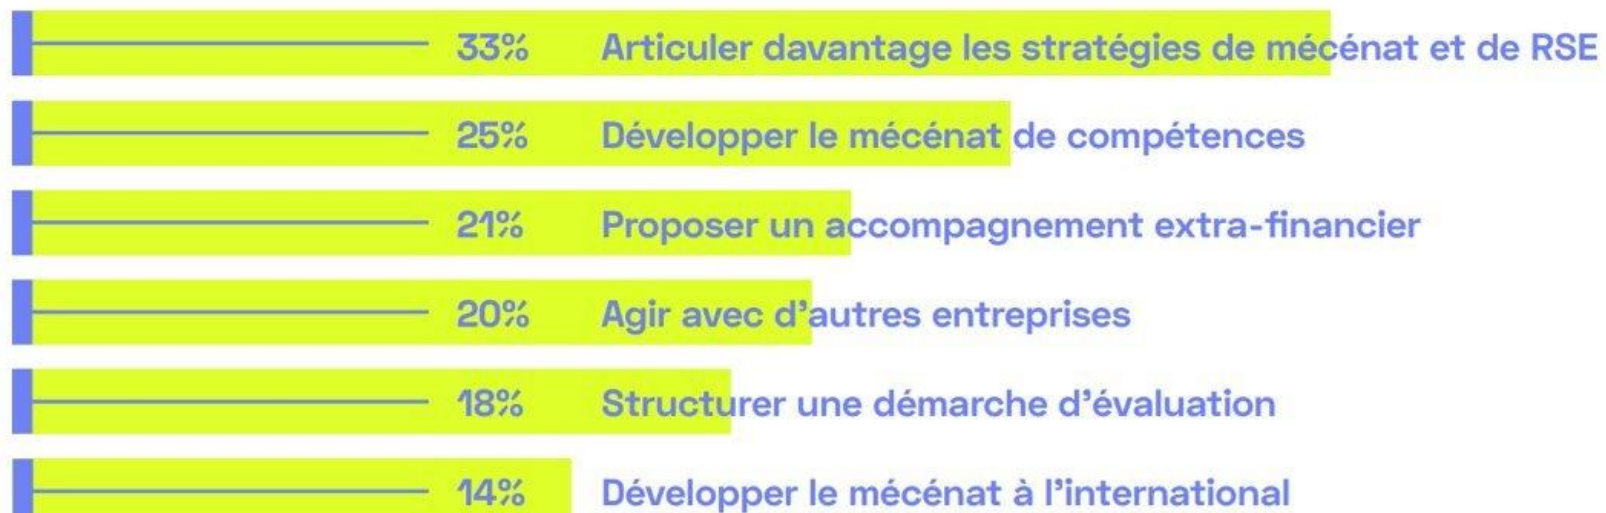 33% Articuler davantage les stratégies de mécénat et de RSE
25% Développer le mécénat de compétences
21% Proposer un accompagnement extra-financier
20% Agir avec d’autres entreprises
18% Structurer une démarche d’évaluation
14% Développer le mécénat à l’international